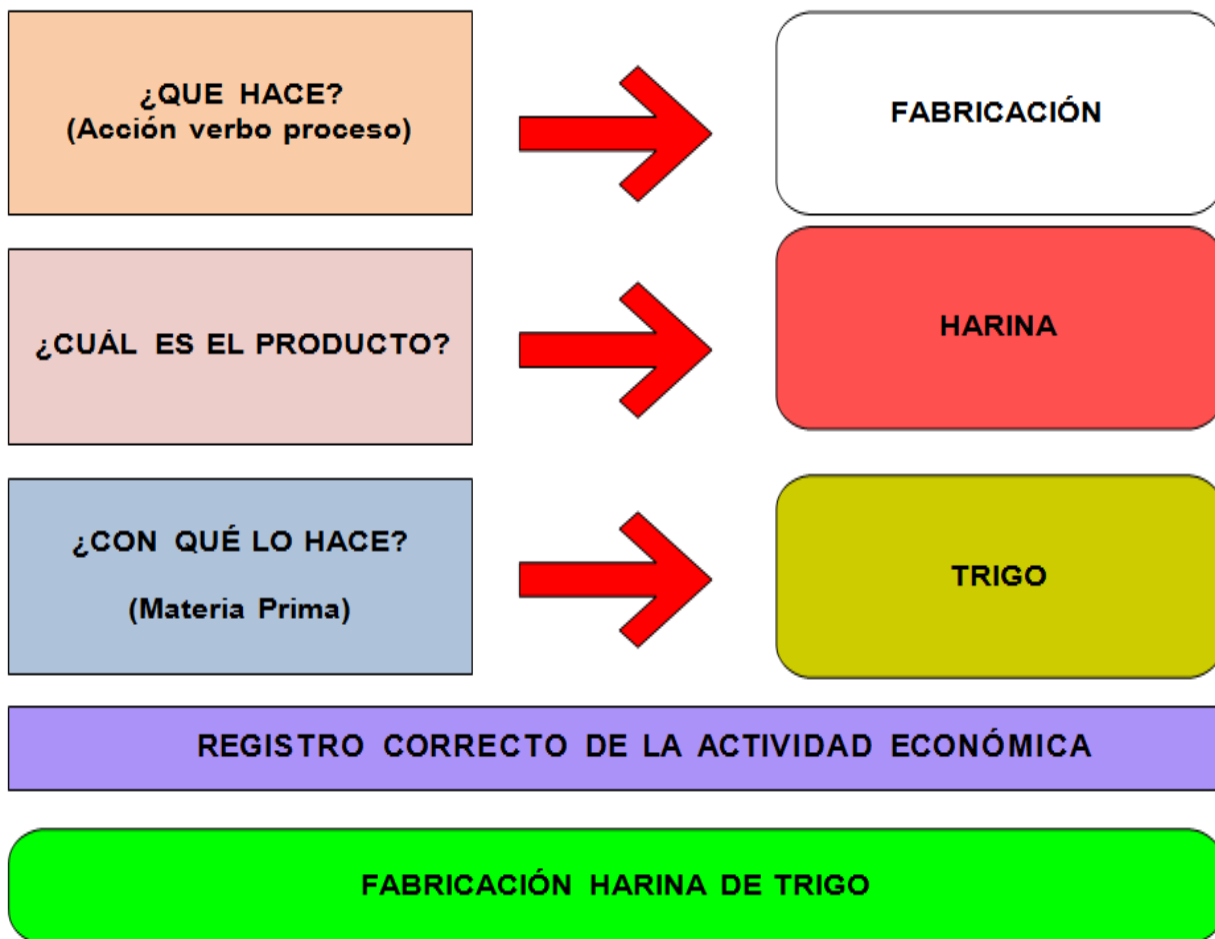 ¿QUE HACE?
(Acción verbo proceso)
FABRICACIÓN
¿CUÁL ES EL PRODUCTO?
HARINA
¿CON QUÉ LO HACE?
(Materia Prima)
TRIGO
REGISTRO CORRECTO DE LA ACTIVIDAD ECONÓMICA
FABRICACIÓN HARINA DE TRIGO